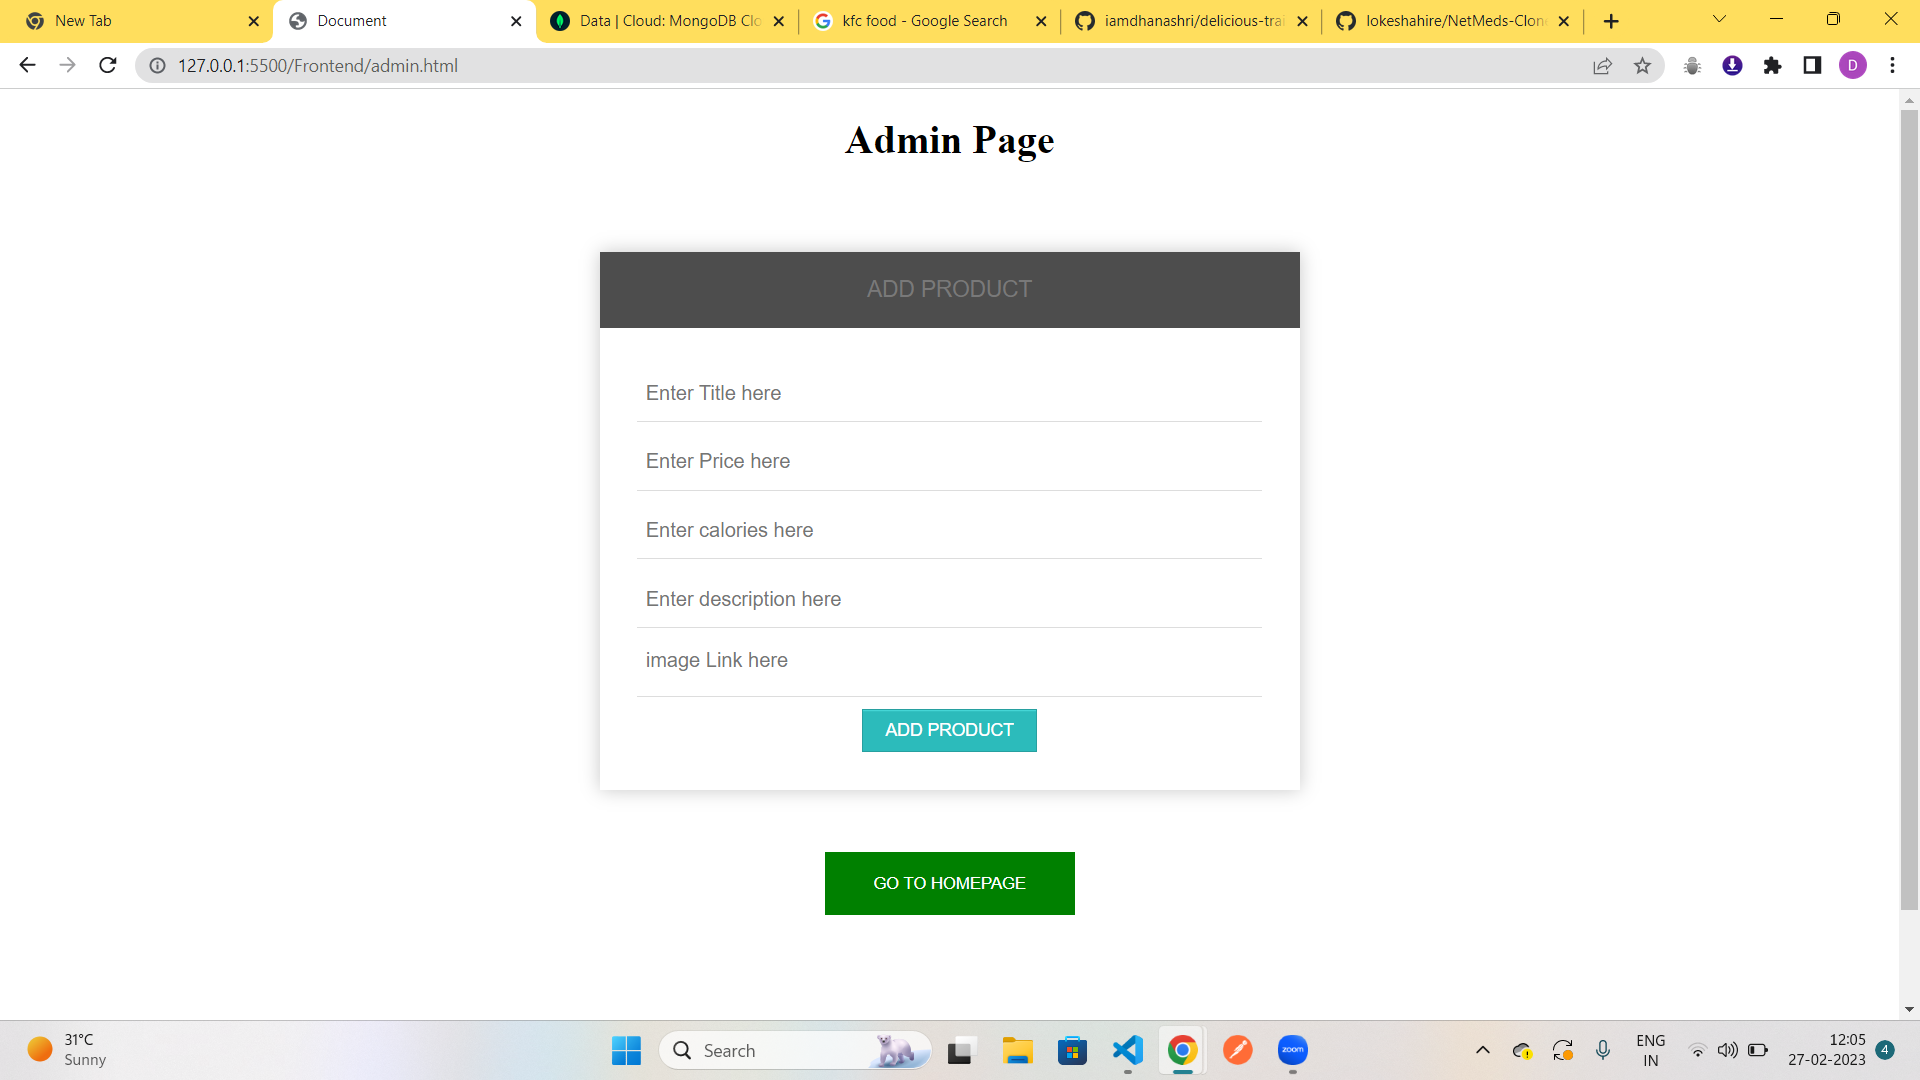 New Tab
Document
Data | Cloud: MongoDB Clo
kfc food - Google Search
iamdhanashri/delicious-trai
lokeshahire/NetMeds-Clone
127.0.0.1:5500/Frontend/admin.html
D
Admin Page
ADD PRODUCT
Enter Title here
Enter Price here
Enter calories here
Enter description here
image Link here
ADD PRODUCT
GO TO HOMEPAGE
31°C
Sunny
Search
zoom
ENG
IN
12:05
27-02-2023
4